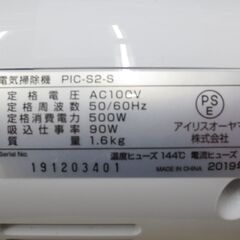 電気掃除機 PIC-S2-S
定格電圧 AC100V
定格周波数 50/60Hz
定格消費電力 500W
吸込仕事率 90W
質量 1.6kg
PS
E
アイリスオーヤマ
株式会社
Serial No.
191203401
温度ヒューズ 144℃ 電流ヒューズ
MADE IN CHINA 2019